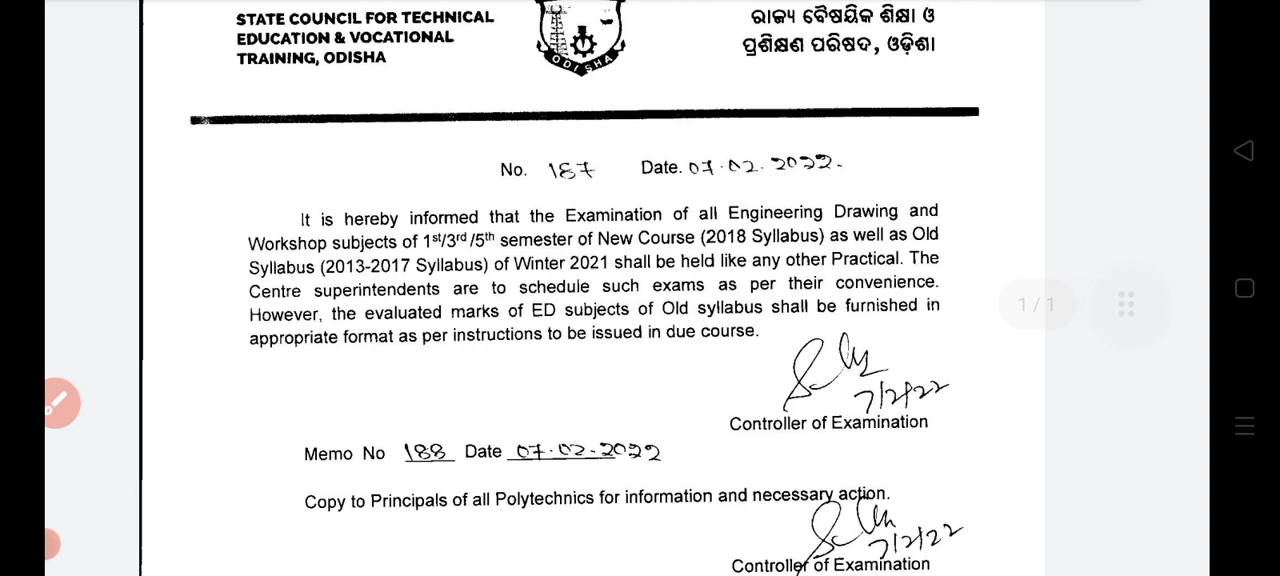 STATE COUNCIL FOR TECHNICAL
EDUCATION & VOCATIONAL
TRAINING, ODISHA
ODISHA
ରାଜ୍ୟ ବୈଷୟିକ ଶିକ୍ଷା ଓ
ପ୍ରଶିକ୍ଷଣ ପରିଷଦ, ଓଡ଼ିଶା
No. 187 Date. 07.02.2022.
It is hereby informed that the Examination of all Engineering Drawing and
Workshop subjects of 1st/3rd /5th semester of New Course (2018 Syllabus) as well as Old
Syllabus (2013-2017 Syllabus) of Winter 2021 shall be held like any other Practical. The
Centre superintendents are to schedule such exams as per their convenience.
However, the evaluated marks of ED subjects of Old syllabus shall be furnished in
appropriate format as per instructions to be issued in due course.
7/2/22
Controller of Examination
Memo No 188 Date 07.02.2022
Copy to Principals of all Polytechnics for information and necessary action.
7/2/22
Controller of Examination
1/1